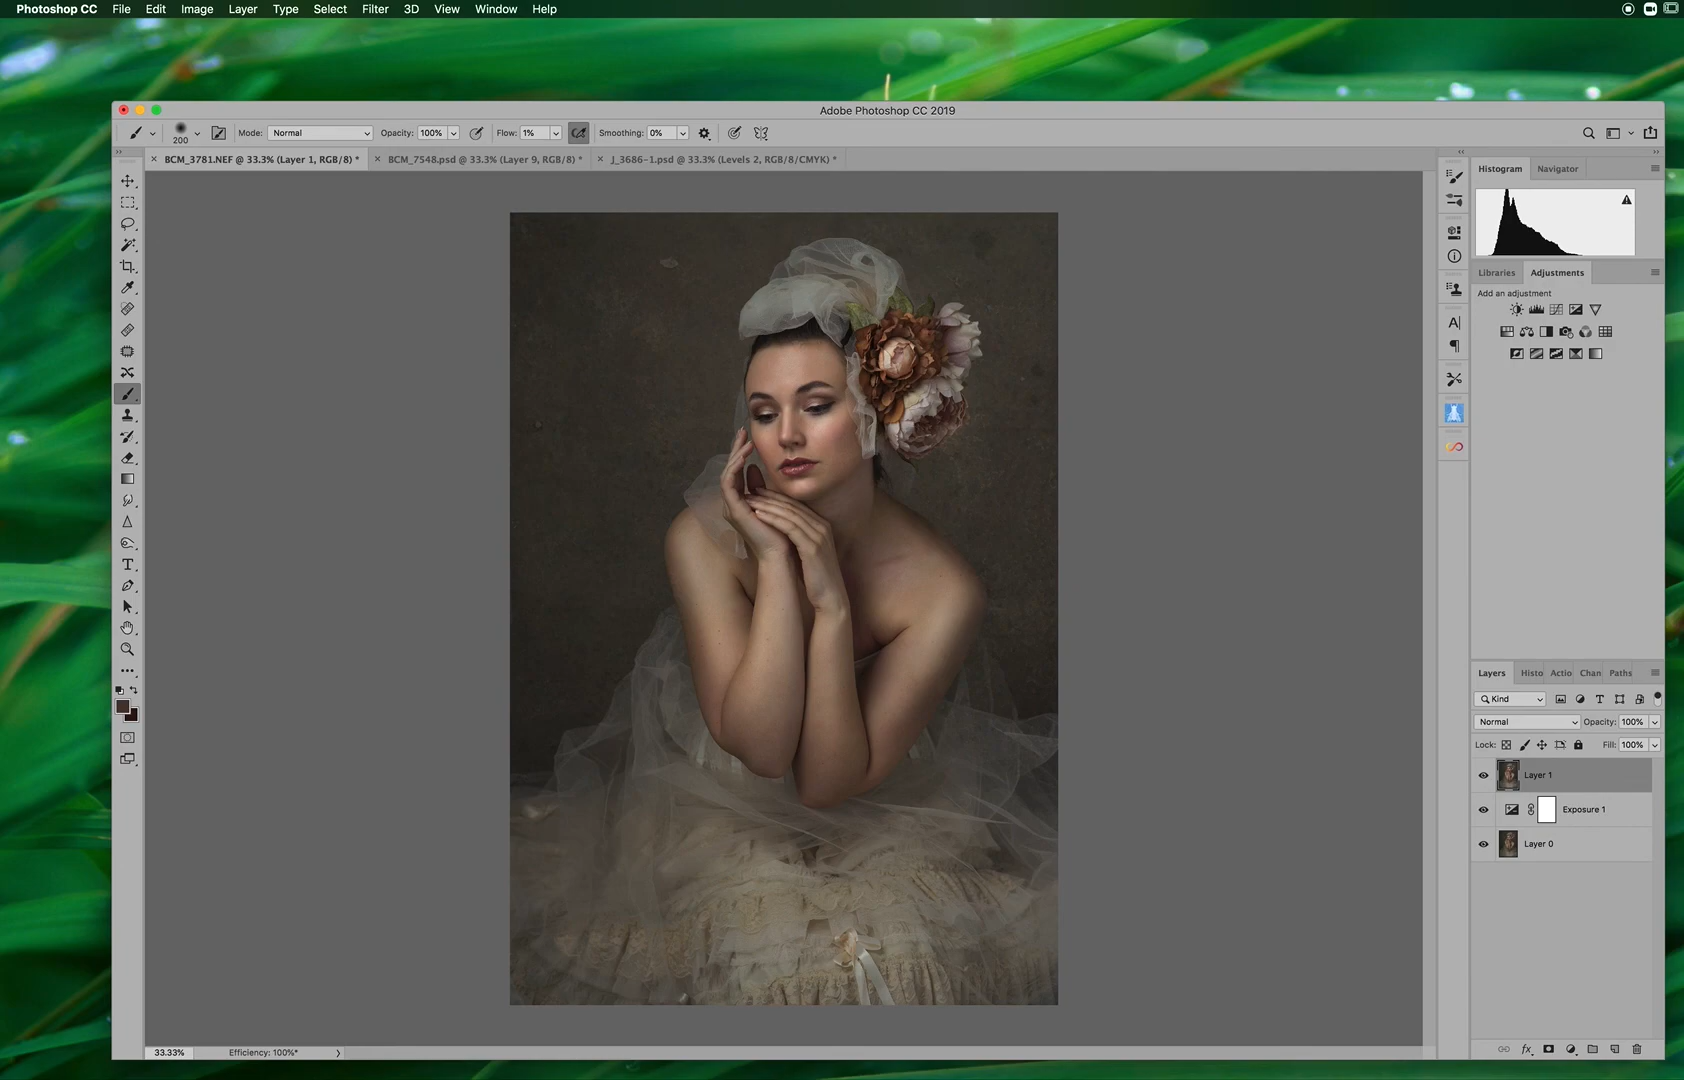 Photoshop CC File Edit Image Layer Type Select Filter 3D View Window Help
Adobe Photoshop CC 2019
200 Mode: Normal Opacity: 100% Flow: 1% Smoothing: 0%
BCM_3781.NEF @ 33.3% (Layer 1, RGB/8) * BCM_7548.psd @ 33.3% (Layer 9, RGB/8) * J_3686-1.psd @ 33.3% (Levels 2, RGB/8/CMYK) *
Histogram Navigator
Libraries Adjustments
Add an adjustment
Layers Histo Actio Chan Paths
Kind
Normal Opacity: 100%
Lock: Fill: 100%
Layer 1
Exposure 1
Layer 0
33.33% Efficiency: 100%*